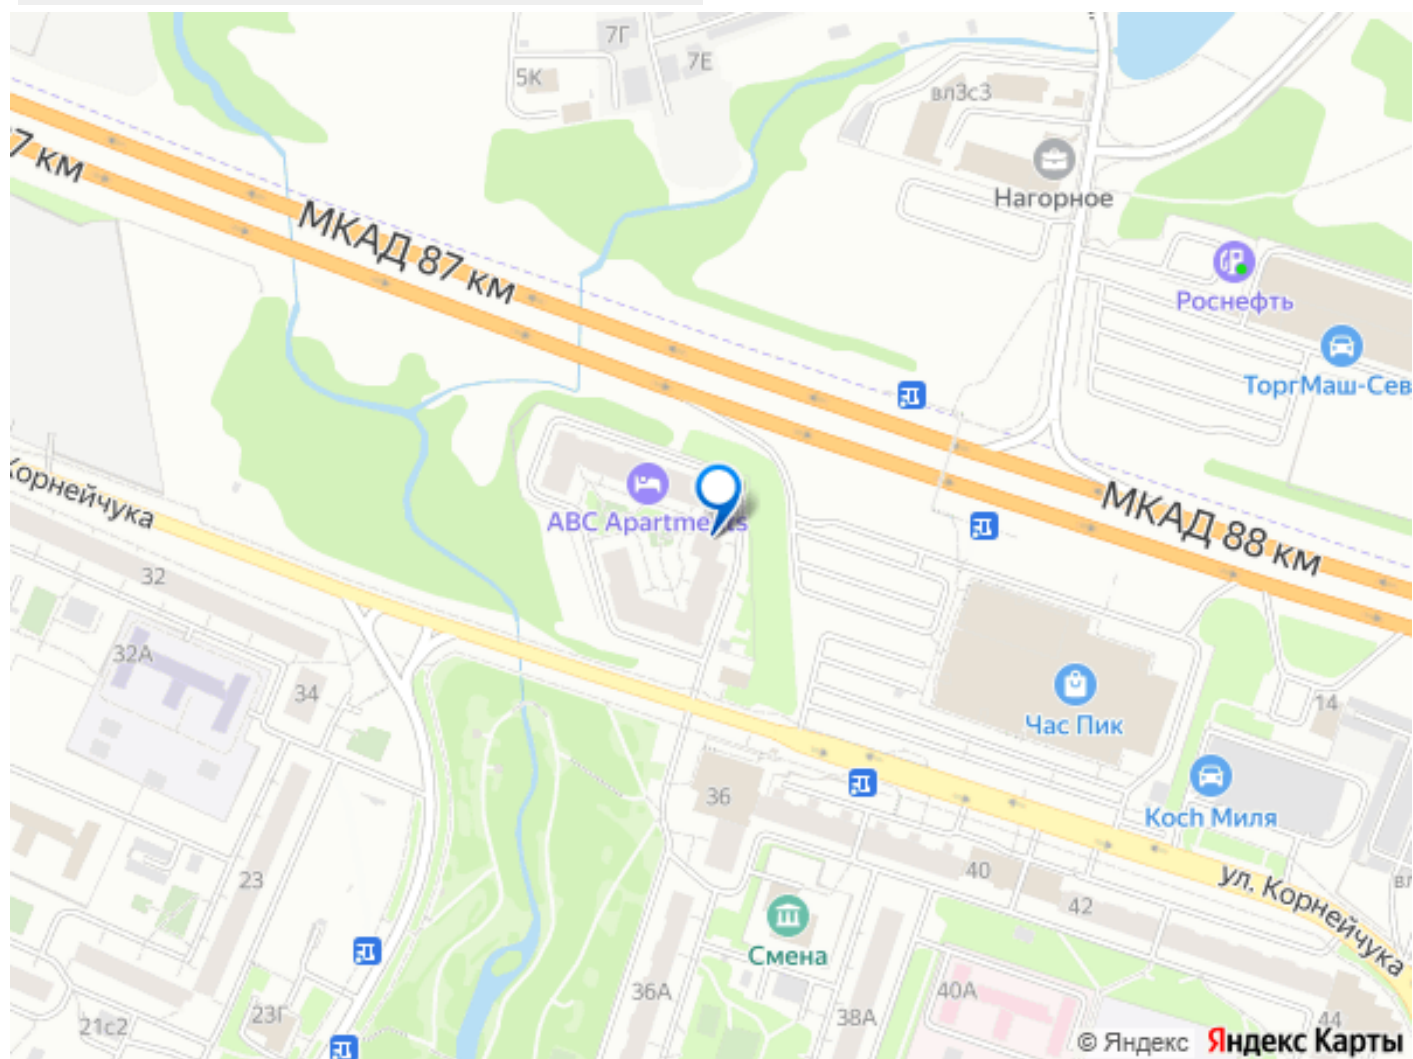 7Г
7Е
5К
вл3с3
7 км
Нагорное
МКАД 87 км
Роснефть
ТоргМаш-Сев
Корнейчука
ABC Apartments
МКАД 88 км
32
32А
34
14
Час Пик
36
Koch Миля
40
ул. Корнейчука
23
42
вл
Смена
36А
40А
23Г
21с2
38А
44
© Яндекс Яндекс Карты